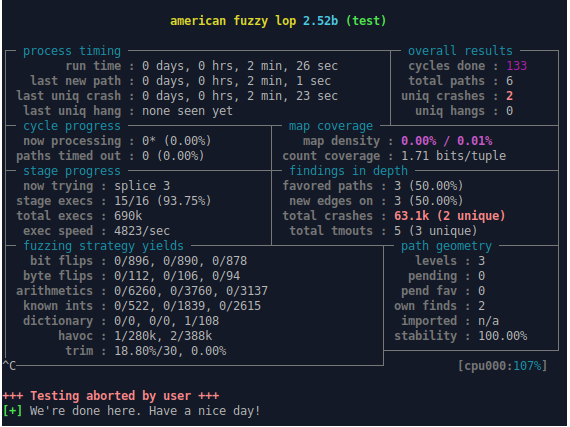 american fuzzy lop 2.52b (test)
process timing overall results
run time : 0 days, 0 hrs, 2 min, 26 sec cycles done : 133
last new path : 0 days, 0 hrs, 2 min, 1 sec total paths : 6
last uniq crash : 0 days, 0 hrs, 2 min, 23 sec uniq crashes : 2
last uniq hang : none seen yet uniq hangs : 0
cycle progress map coverage
now processing : 0* (0.00%) map density : 0.00% / 0.01%
paths timed out : 0 (0.00%) count coverage : 1.71 bits/tuple
stage progress findings in depth
now trying : splice 3 favored paths : 3 (50.00%)
stage execs : 15/16 (93.75%) new edges on : 3 (50.00%)
total execs : 690k total crashes : 63.1k (2 unique)
exec speed : 4823/sec total tmouts : 5 (3 unique)
fuzzing strategy yields path geometry
bit flips : 0/896, 0/890, 0/878 levels : 3
byte flips : 0/112, 0/106, 0/94 pending : 0
arithmetics : 0/6260, 0/3760, 0/3137 pend fav : 0
known ints : 0/522, 0/1839, 0/2615 own finds : 2
dictionary : 0/0, 0/0, 1/108 imported : n/a
havoc : 1/280k, 2/388k stability : 100.00%
trim : 18.80%/30, 0.00%
^C [cpu000:107%]
+++ Testing aborted by user +++
[+] We're done here. Have a nice day!